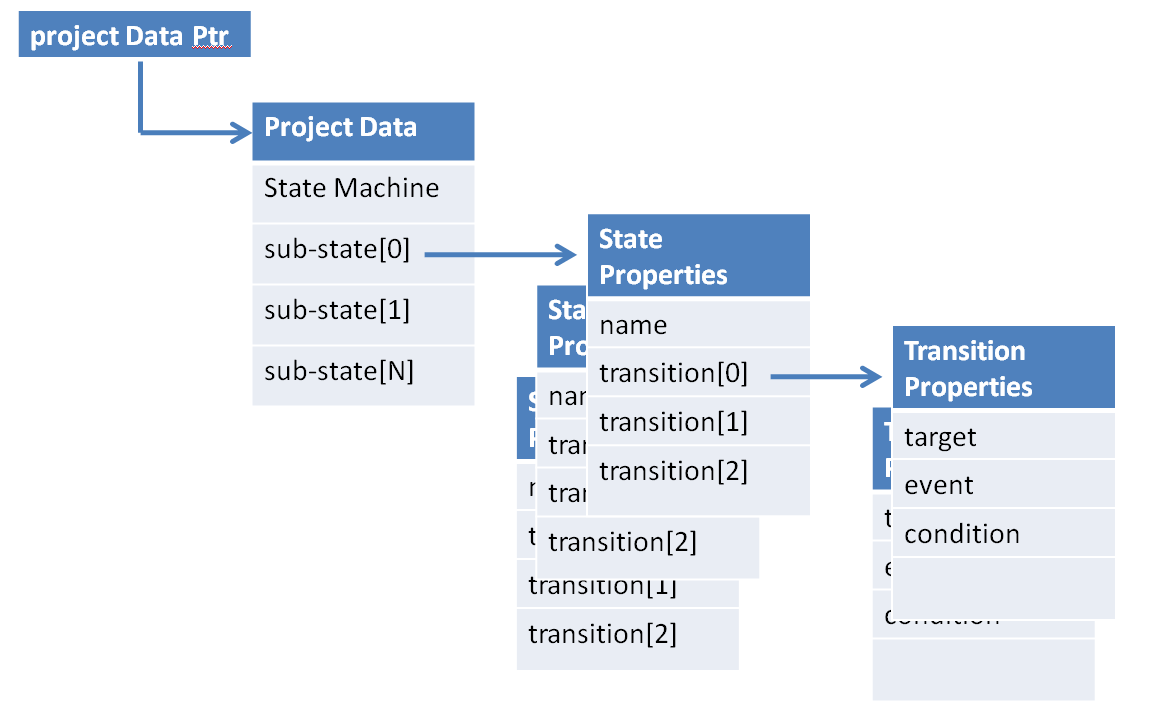 project Data Ptr
Project Data
State Machine
sub-state[0]
sub-state[1]
sub-state[N]
State
Properties
name
transition[0]
transition[1]
transition[2]
transition[2]
transition[1]
transition[2]
Transition
Properties
target
event
condition
condition